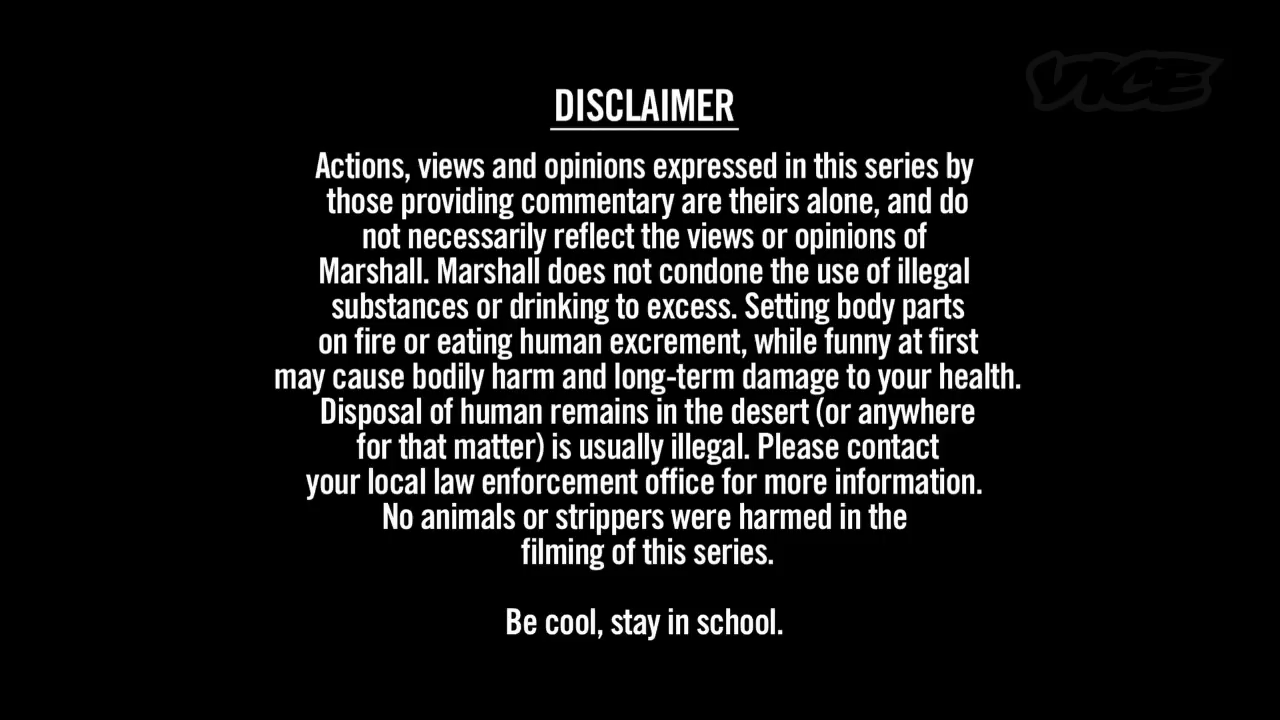 VICE
DISCLAIMER
Actions, views and opinions expressed in this series by
those providing commentary are theirs alone, and do
not necessarily reflect the views or opinions of
Marshall. Marshall does not condone the use of illegal
substances or drinking to excess. Setting body parts
on fire or eating human excrement, while funny at first
may cause bodily harm and long-term damage to your health.
Disposal of human remains in the desert (or anywhere
for that matter) is usually illegal. Please contact
your local law enforcement office for more information.
No animals or strippers were harmed in the
filming of this series.
Be cool, stay in school.